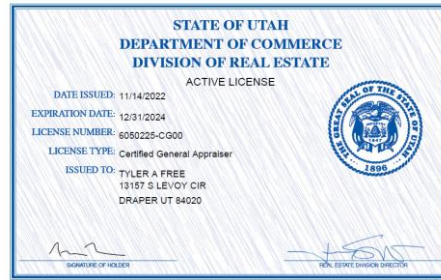 STATE OF UTAH
DEPARTMENT OF COMMERCE
DIVISION OF REAL ESTATE
ACTIVE LICENSE
DATE ISSUED: 11/14/2022
EXPIRATION DATE: 12/31/2024
LICENSE NUMBER: 6050225-CG00
LICENSE TYPE: Certified General Appraiser
ISSUED TO: TYLER A FREE
13157 S LEVOY CIR
DRAPER UT 84020
THE GREAT SEAL OF THE STATE OF UTAH
1896
SIGNATURE OF HOLDER
REAL ESTATE DIVISION DIRECTOR